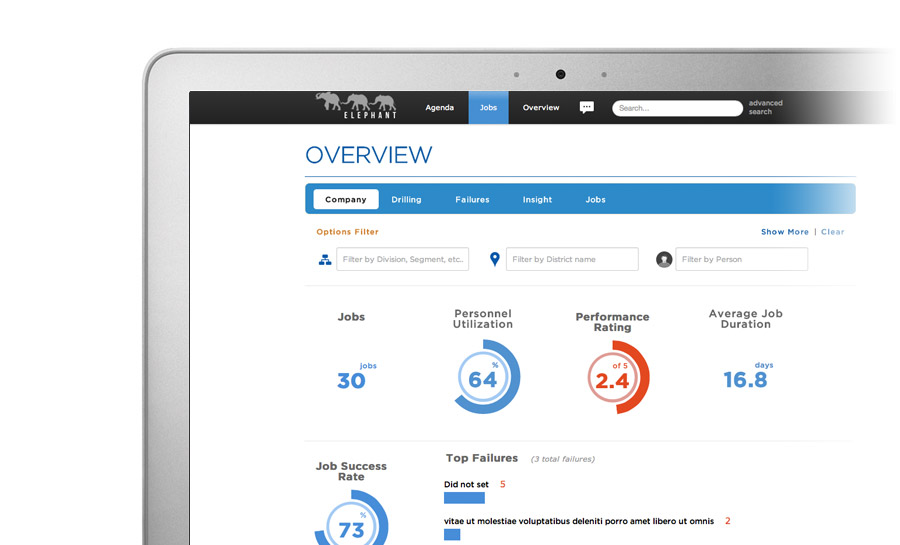 ELEPHANT
Agenda
Jobs
Overview
Search...
advanced
search
OVERVIEW
Company
Drilling
Failures
Insight
Jobs
Options Filter
Show More | Clear
Filter by Division, Segment, etc..
Filter by District name
Filter by Person
Jobs
jobs
30
Personnel
Utilization
%
64
Performance
Rating
of 5
2.4
Average Job
Duration
days
16.8
Job Success
Rate
%
73
Top Failures (3 total failures)
Did not set 5
vitae ut molestiae voluptatibus deleniti porro amet libero ut omnis 2